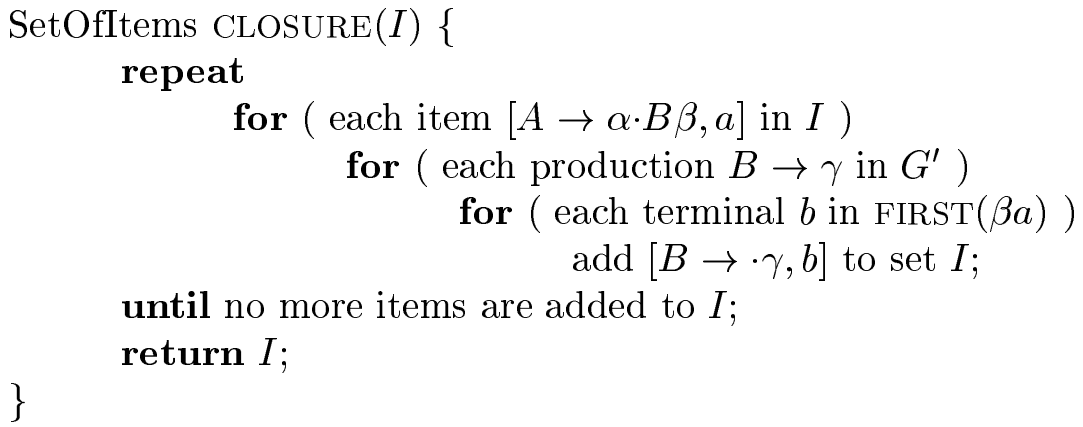 SetOfItems CLOSURE(I) {
repeat
for ( each item [A → α·Bβ, a] in I )
for ( each production B → γ in G′ )
for ( each terminal b in FIRST(βa) )
add [B → ·γ, b] to set I;
until no more items are added to I;
return I;
}